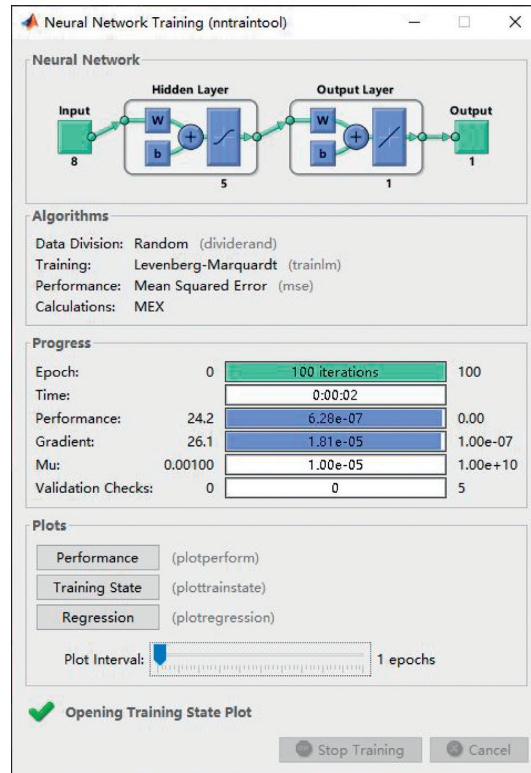 Neural Network Training (nntraintool)
Neural Network
Hidden Layer
Output Layer
Input
Output
W
b
W
b
8
5
1
1
Algorithms
Data Division: Random (dividerand)
Training: Levenberg-Marquardt (trainlm)
Performance: Mean Squared Error (mse)
Calculations: MEX
Progress
Epoch: 0 100 iterations 100
Time: 0:00:02
Performance: 24.2 6.28e-07 0.00
Gradient: 26.1 1.81e-05 1.00e-07
Mu: 0.00100 1.00e-05 1.00e+10
Validation Checks: 0 0 5
Plots
Performance (plotperform)
Training State (plottrainstate)
Regression (plotregression)
Plot Interval: 1 epochs
Opening Training State Plot
Stop Training Cancel